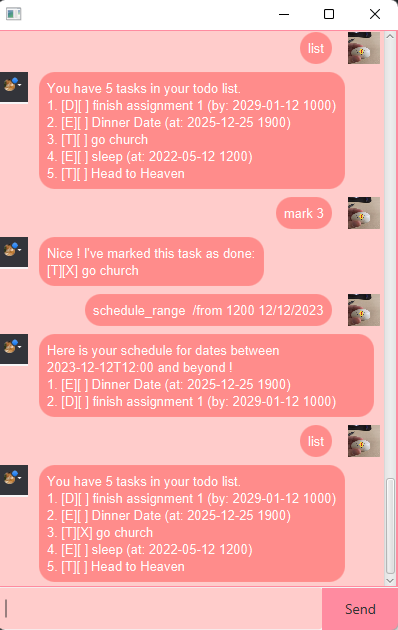 list
You have 5 tasks in your todo list.
1. [D][ ] finish assignment 1 (by: 2029-01-12 1000)
2. [E][ ] Dinner Date (at: 2025-12-25 1900)
3. [T][ ] go church
4. [E][ ] sleep (at: 2022-05-12 1200)
5. [T][ ] Head to Heaven
mark 3
Nice ! I've marked this task as done:
[T][X] go church
schedule_range  /from 1200 12/12/2023
Here is your schedule for dates between
2023-12-12T12:00 and beyond !
1. [E][ ] Dinner Date (at: 2025-12-25 1900)
2. [D][ ] finish assignment 1 (by: 2029-01-12 1000)
list
You have 5 tasks in your todo list.
1. [D][ ] finish assignment 1 (by: 2029-01-12 1000)
2. [E][ ] Dinner Date (at: 2025-12-25 1900)
3. [T][X] go church
4. [E][ ] sleep (at: 2022-05-12 1200)
5. [T][ ] Head to Heaven
Send